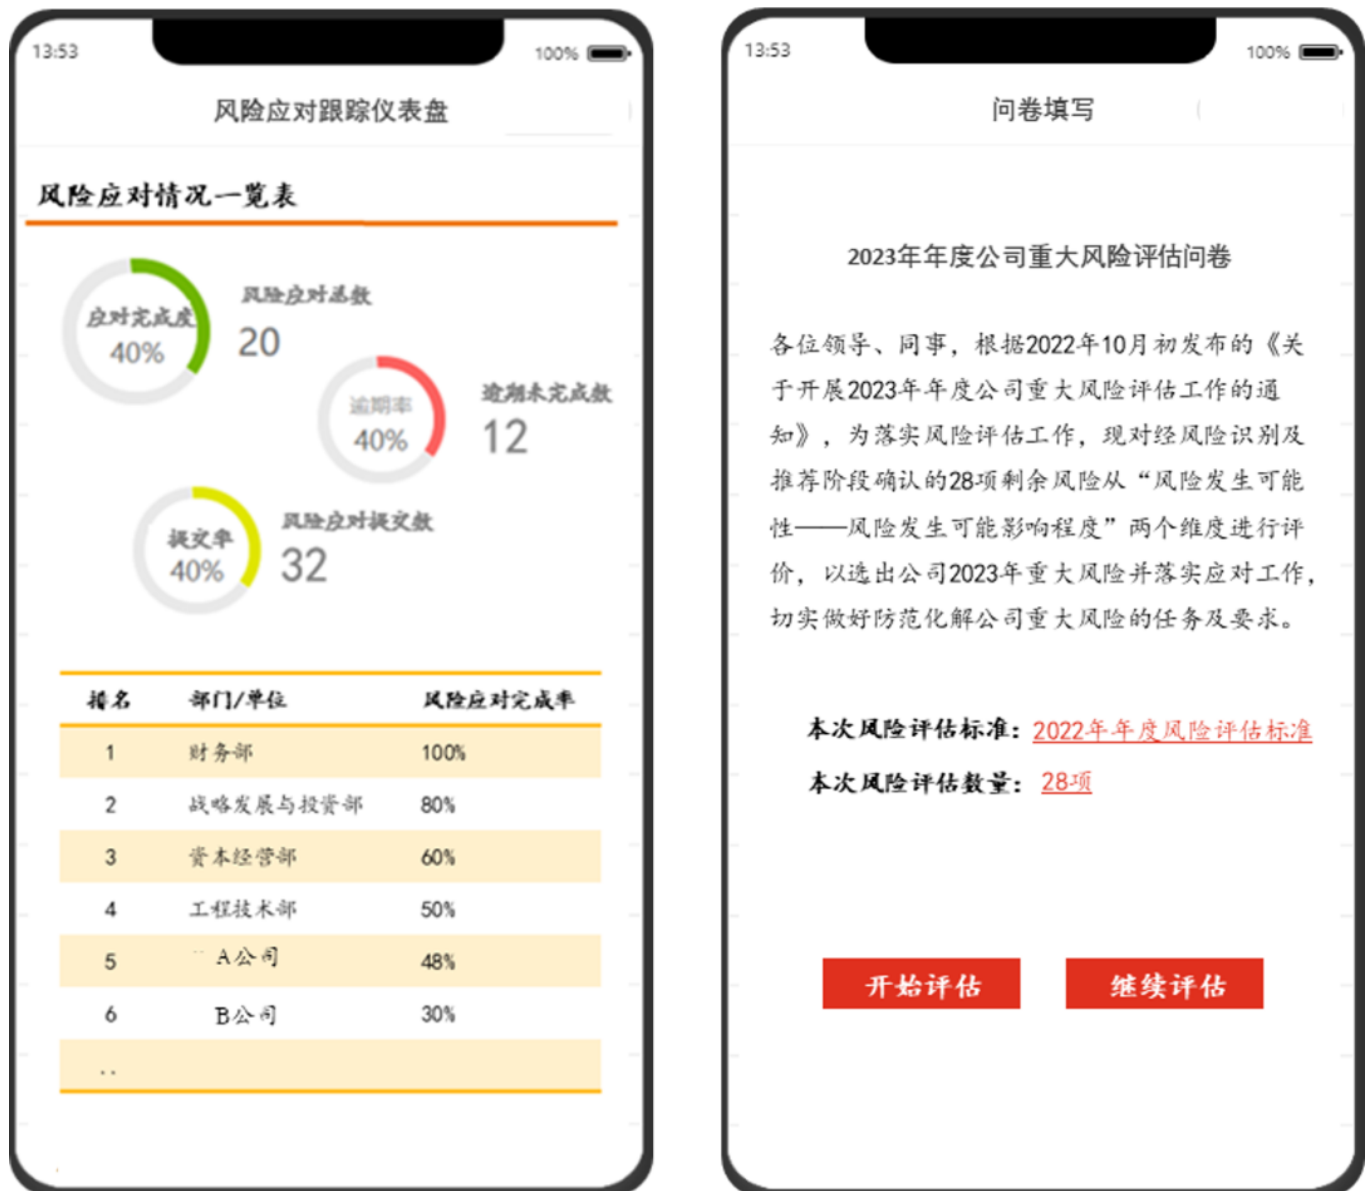 13:53
100%
风险应对跟踪仪表盘
风险应对情况一览表
应对完成度
40%
风险应对总数
20
逾期率
40%
逾期未完成数
12
提交率
40%
风险应对提交数
32
排名 部门/单位 风险应对完成率
1 财务部 100%
2 战略发展与投资部 80%
3 资本经营部 60%
4 工程技术部 50%
5 A公司 48%
6 B公司 30%
..
13:53
100%
问卷填写
2023年年度公司重大风险评估问卷
各位领导、同事，根据2022年10月初发布的《关
于开展2023年年度公司重大风险评估工作的通
知》，为落实风险评估工作，现对经风险识别及
推荐阶段确认的28项剩余风险从“风险发生可能
性——风险发生可能影响程度”两个维度进行评
价，以选出公司2023年重大风险并落实应对工作，
切实做好防范化解公司重大风险的任务及要求。
本次风险评估标准：2022年年度风险评估标准
本次风险评估数量：28项
开始评估 继续评估